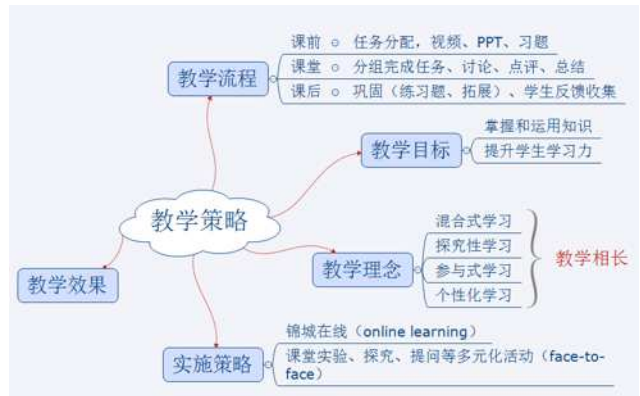 课前 任务分配，视频、PPT、习题
教学流程
课堂 分组完成任务、讨论、点评、总结
课后 巩固（练习题、拓展）、学生反馈收集
掌握和运用知识
教学目标
提升学生学习力
教学策略
混合式学习
探究性学习
教学理念
参与式学习
个性化学习
教学相长
教学效果
锦城在线（online learning）
实施策略
课堂实验、探究、提问等多元化活动（face-to-
face）